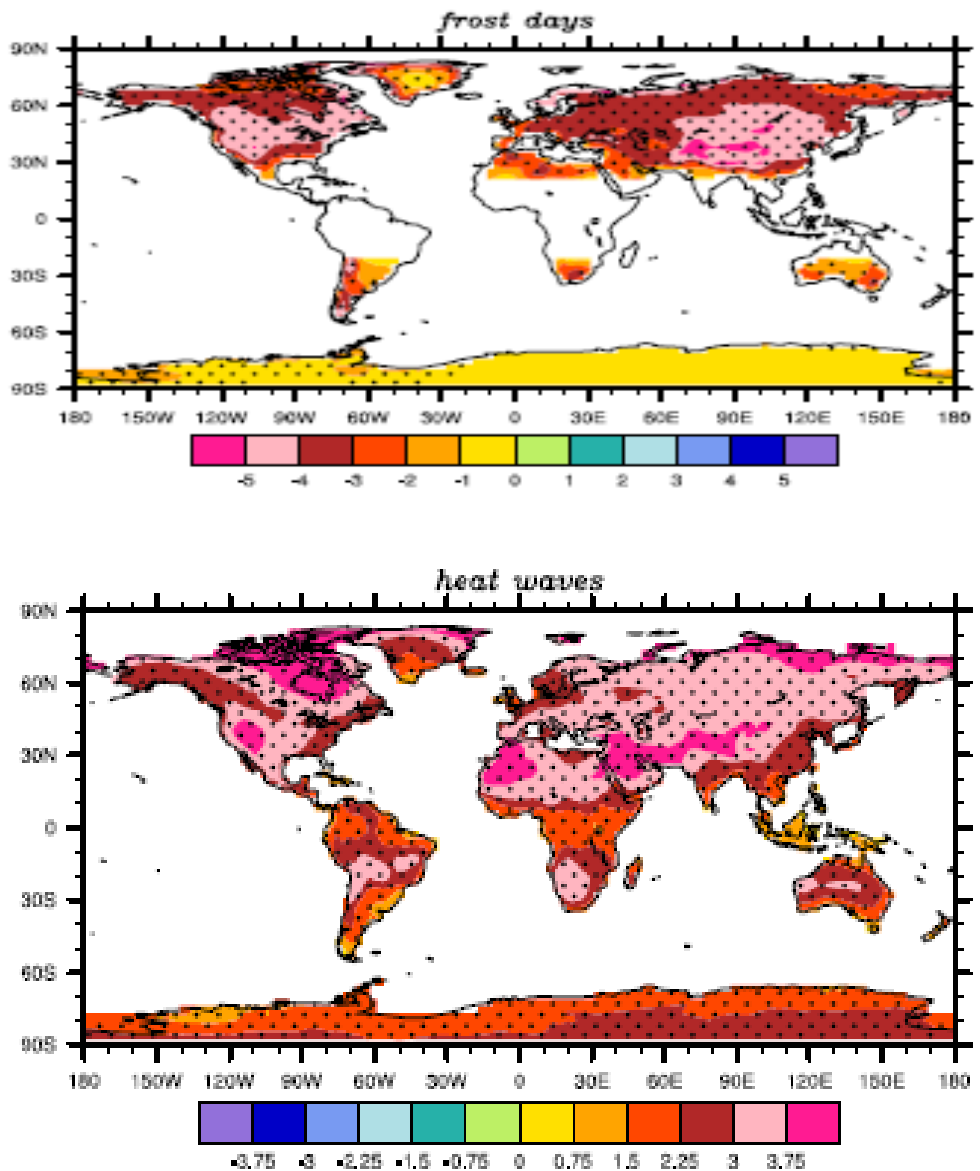 frost days
90N
60N
30N
0
30S
60S
90S
180 150W 120W 90W 60W 30W 0 30E 60E 90E 120E 150E 180
-5 -4 -3 -2 -1 0 1 2 3 4 5
heat waves
90N
60N
30N
0
30S
60S
90S
180 150W 120W 90W 60W 30W 0 30E 60E 90E 120E 150E 180
-3.75 -3 -2.25 -1.5 -0.75 0 0.75 1.5 2.25 3 3.75